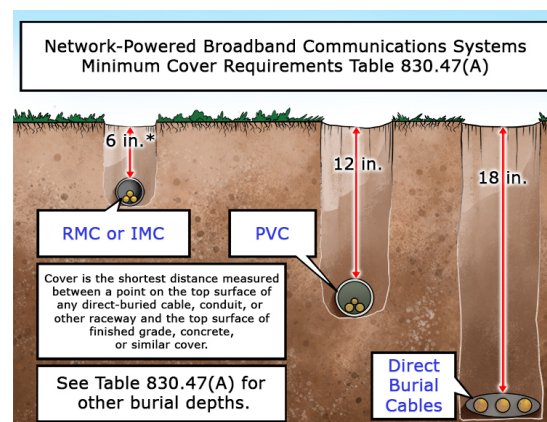 Network-Powered Broadband Communications Systems
Minimum Cover Requirements Table 830.47(A)
6 in.*
12 in.
18 in.
RMC or IMC
PVC
Cover is the shortest distance measured
between a point on the top surface of
any direct-buried cable, conduit, or
other raceway and the top surface of
finished grade, concrete,
or similar cover.
See Table 830.47(A) for
other burial depths.
Direct
Burial
Cables